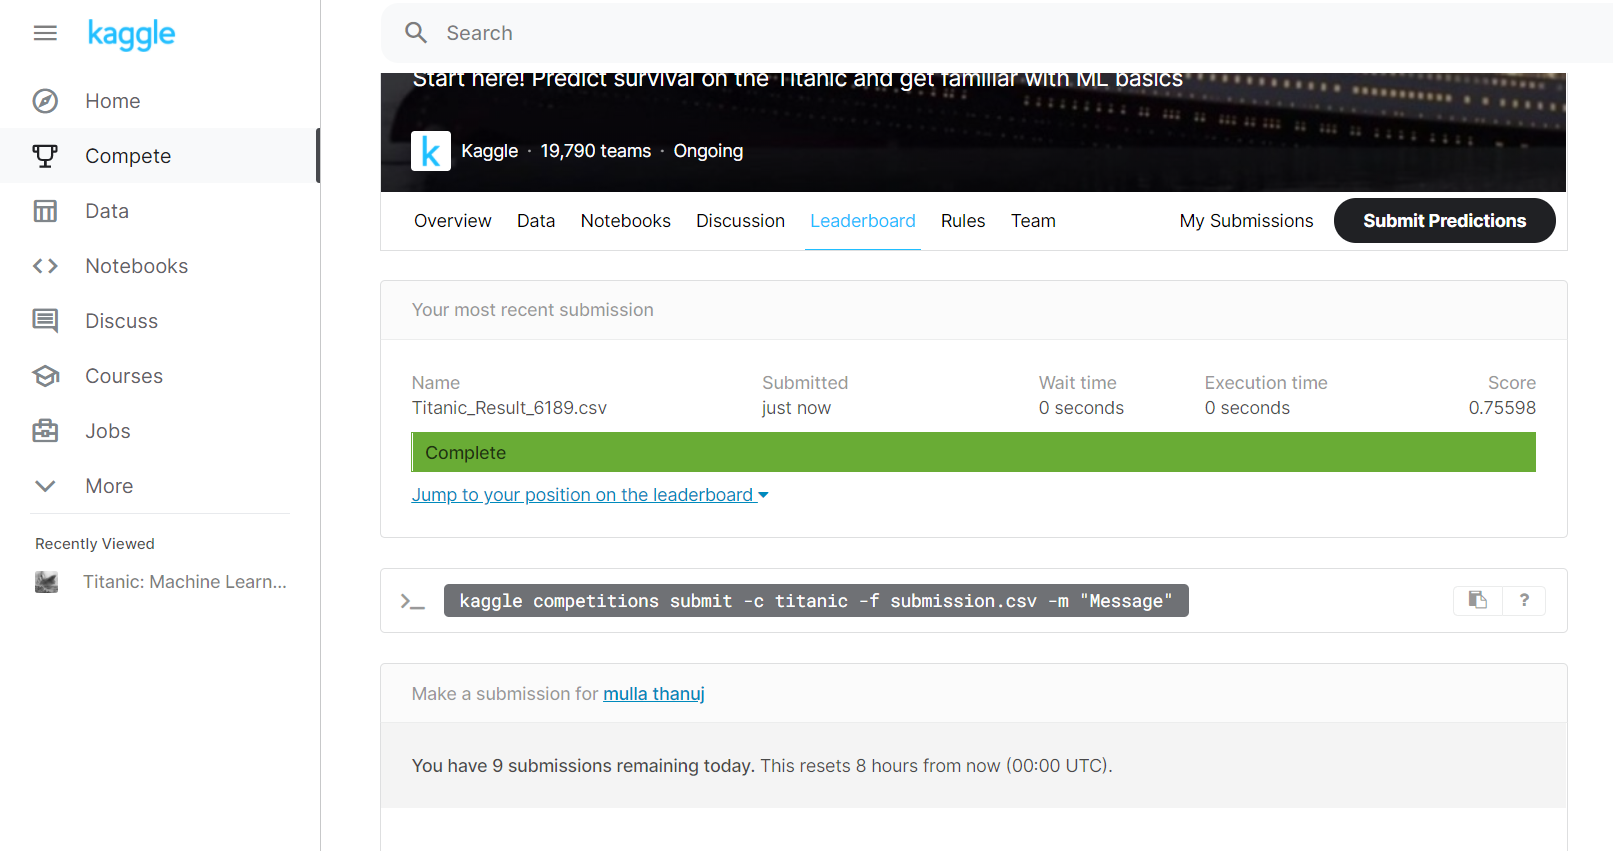 kaggle
Search
Home
Compete
Data
Notebooks
Discuss
Courses
Jobs
More
Recently Viewed
Titanic: Machine Learn...
Start here! Predict survival on the Titanic and get familiar with ML basics
k Kaggle · 19,790 teams · Ongoing
Overview Data Notebooks Discussion Leaderboard Rules Team My Submissions Submit Predictions
Your most recent submission
Name Submitted Wait time Execution time Score
Titanic_Result_6189.csv just now 0 seconds 0 seconds 0.75598
Complete
Jump to your position on the leaderboard
>_ kaggle competitions submit -c titanic -f submission.csv -m "Message" ?
Make a submission for mulla thanuj
You have 9 submissions remaining today. This resets 8 hours from now (00:00 UTC).